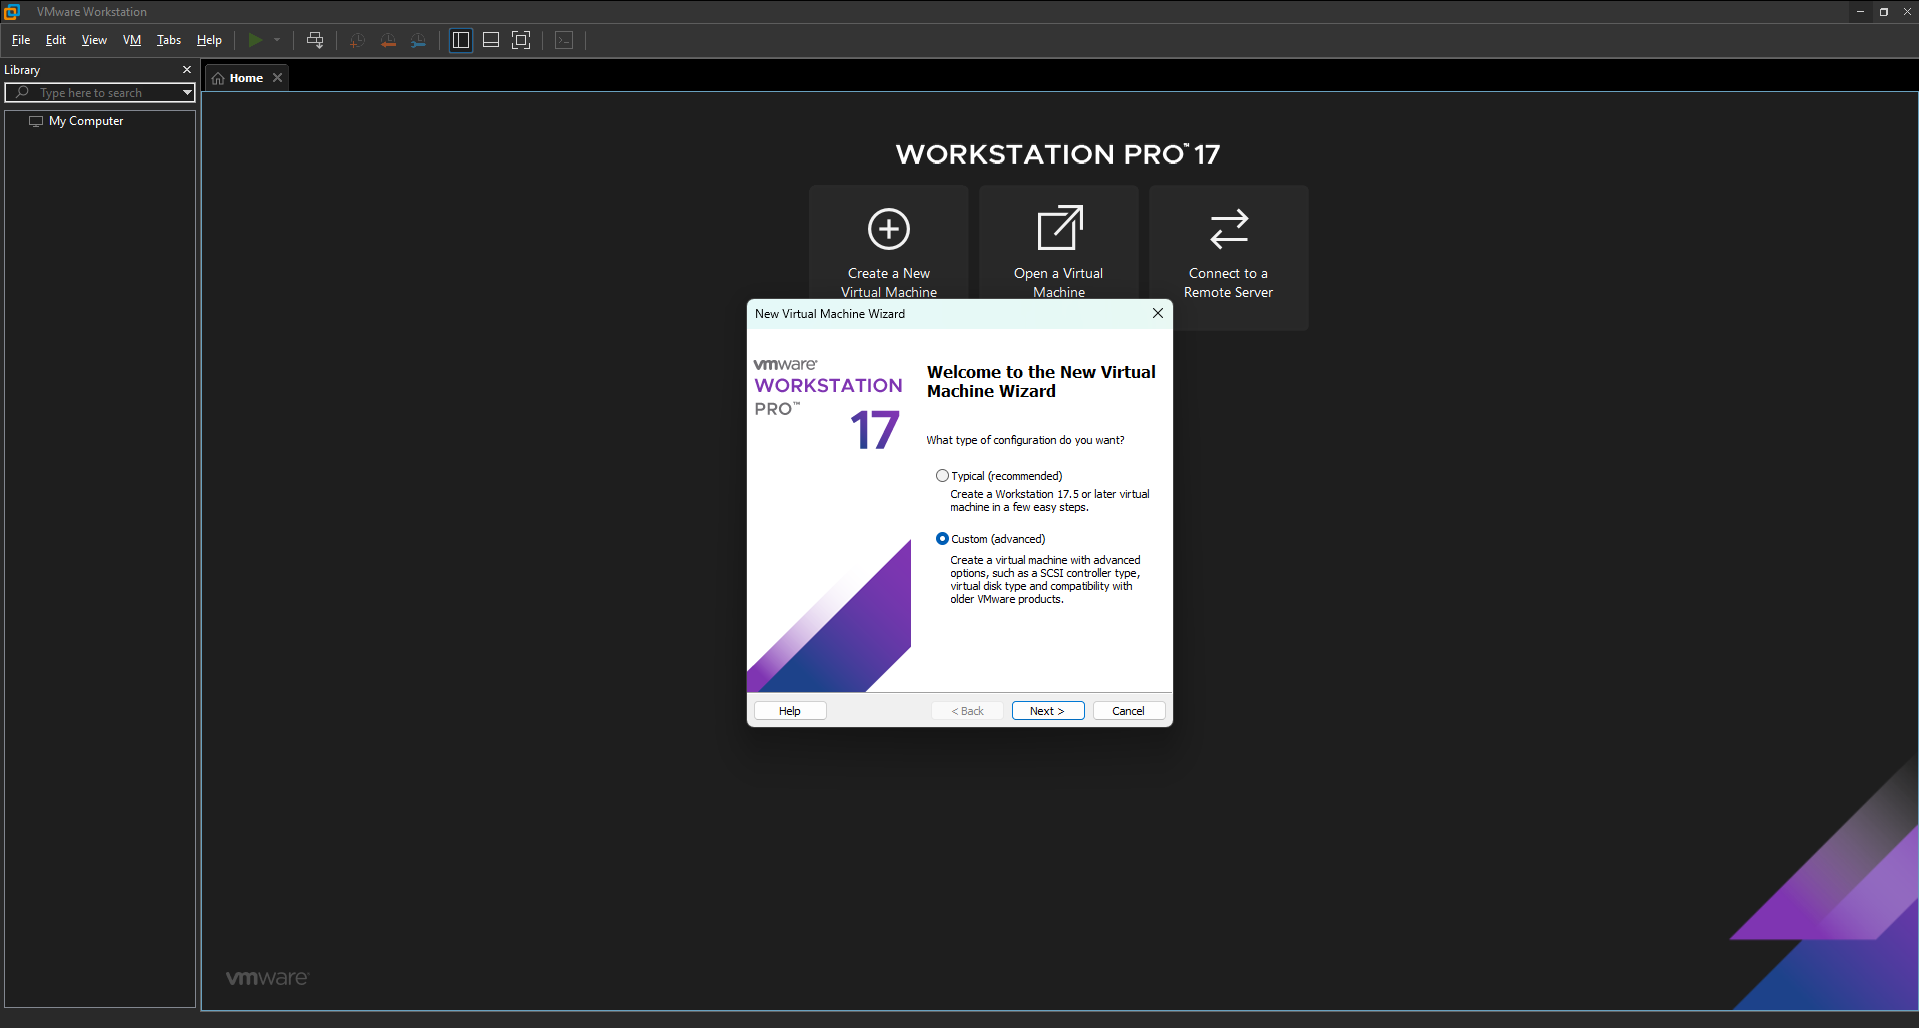 VMware Workstation
File Edit View VM Tabs Help
Library
Type here to search
My Computer
Home
WORKSTATION PRO™ 17
Create a New
Virtual Machine
Open a Virtual
Machine
Connect to a
Remote Server
New Virtual Machine Wizard
vmware®
WORKSTATION
PRO™
17
Welcome to the New Virtual
Machine Wizard
What type of configuration do you want?
Typical (recommended)
Create a Workstation 17.5 or later virtual
machine in a few easy steps.
Custom (advanced)
Create a virtual machine with advanced
options, such as a SCSI controller type,
virtual disk type and compatibility with
older VMware products.
Help
< Back
Next >
Cancel
vmware®